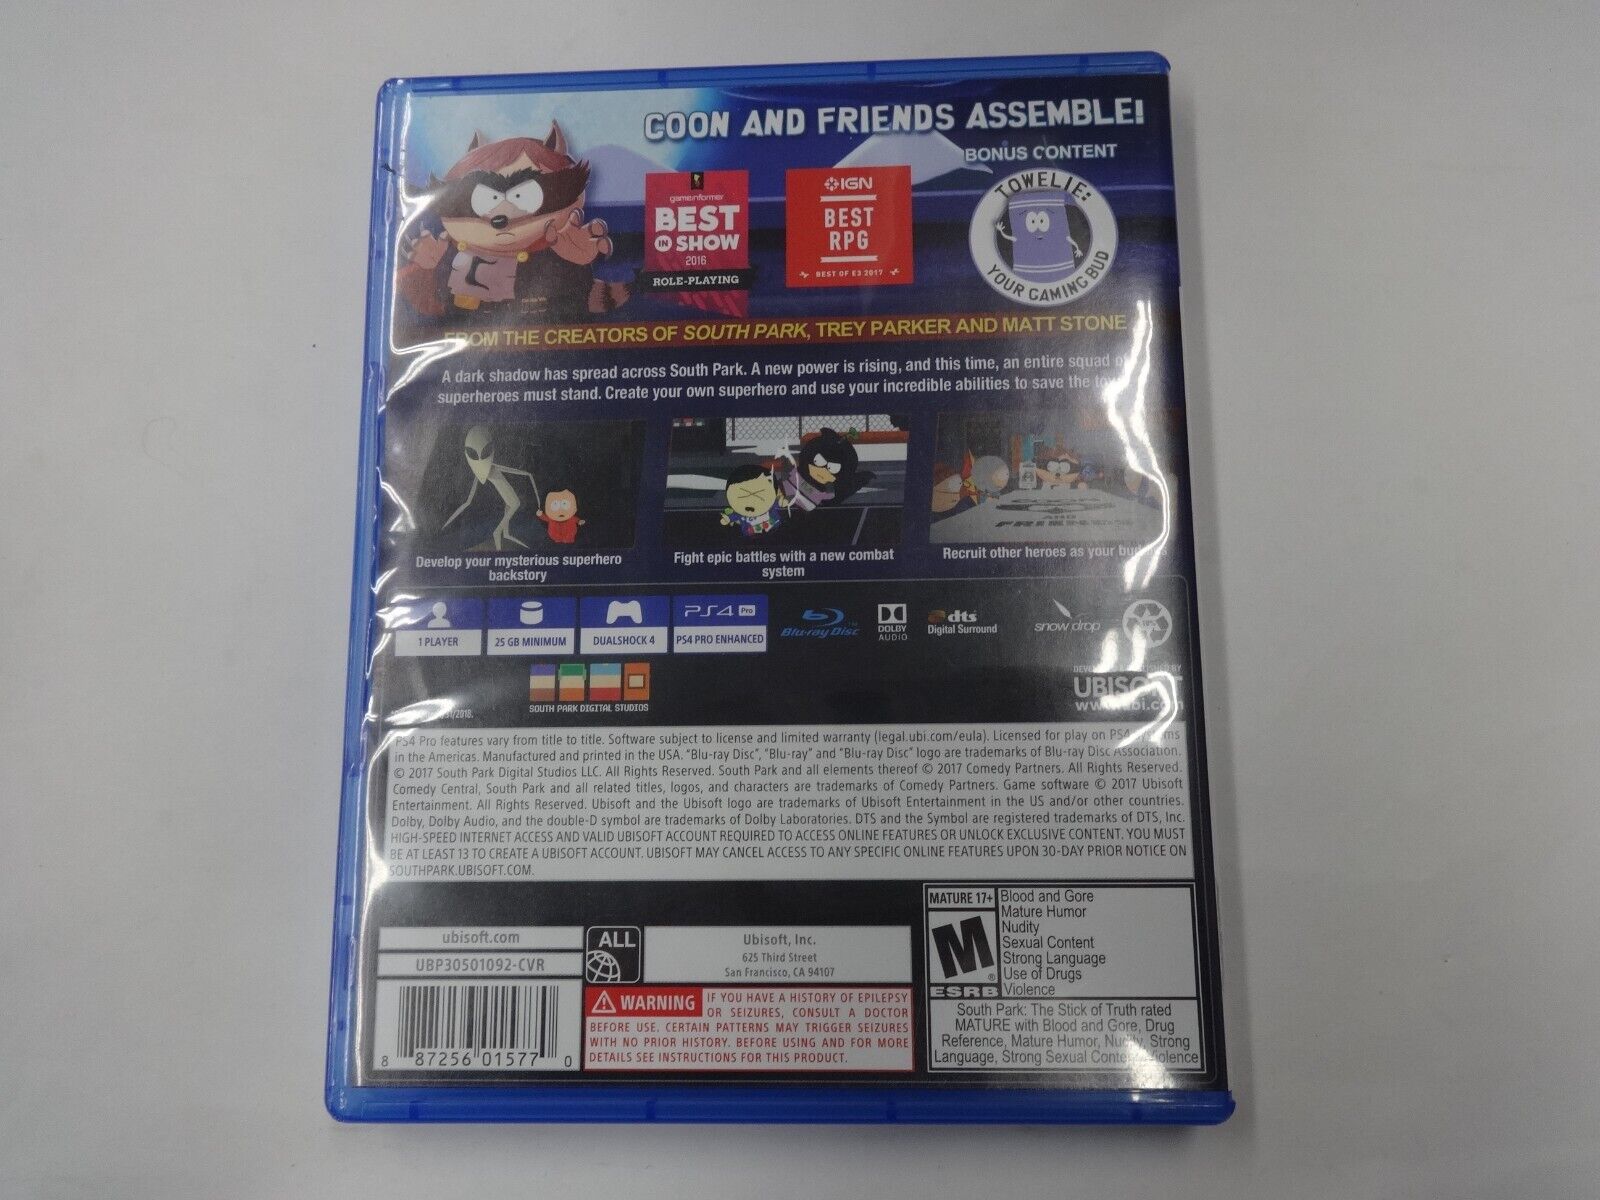 COON AND FRIENDS ASSEMBLE!
BONUS CONTENT
gameinformer
BEST
IN SHOW
2016
ROLE-PLAYING
IGN
BEST
RPG
BEST OF E3 2017
TOWELIE:
YOUR GAMING BUD
FROM THE CREATORS OF SOUTH PARK, TREY PARKER AND MATT STONE
A dark shadow has spread across South Park. A new power is rising, and this time, an entire squad of
superheroes must stand. Create your own superhero and use your incredible abilities to save the
AND
FRIENDS
Develop your mysterious superhero
backstory
Fight epic battles with a new combat
system
Recruit other heroes as your
1 PLAYER
25 GB MINIMUM
DUALSHOCK 4
PS4 Pro
PS4 PRO ENHANCED
Blu-ray Disc™
DOLBY
AUDIO
dts
Digital Surround
snowdrop
BY
UBISOFT
SOUTH PARK DIGITAL STUDIOS
PS4 Pro features vary from title to title. Software subject to license and limited warranty (legal.ubi.com/eula). Licensed for play on PS4
in the Americas. Manufactured and printed in the USA. "Blu-ray Disc", "Blu-ray" and "Blu-ray Disc" logo are trademarks of Blu-ray Disc Association.
© 2017 South Park Digital Studios LLC. All Rights Reserved. South Park and all elements thereof © 2017 Comedy Partners. All Rights Reserved.
Comedy Central, South Park and all related titles, logos, and characters are trademarks of Comedy Partners. Game software © 2017 Ubisoft
Entertainment. All Rights Reserved. Ubisoft and the Ubisoft logo are trademarks of Ubisoft Entertainment in the US and/or other countries.
Dolby, Dolby Audio, and the double-D symbol are trademarks of Dolby Laboratories. DTS and the Symbol are registered trademarks of DTS, Inc.
HIGH-SPEED INTERNET ACCESS AND VALID UBISOFT ACCOUNT REQUIRED TO ACCESS ONLINE FEATURES OR UNLOCK EXCLUSIVE CONTENT. YOU MUST
BE AT LEAST 13 TO CREATE A UBISOFT ACCOUNT. UBISOFT MAY CANCEL ACCESS TO ANY SPECIFIC ONLINE FEATURES UPON 30-DAY PRIOR NOTICE ON
SOUTHPARK.UBISOFT.COM.
ubisoft.com
UBP30501092-CVR
8 87256 01577 0
ALL
Ubisoft, Inc.
625 Third Street
San Francisco, CA 94107
WARNING IF YOU HAVE A HISTORY OF EPILEPSY
OR SEIZURES, CONSULT A DOCTOR
BEFORE USE. CERTAIN PATTERNS MAY TRIGGER SEIZURES
WITH NO PRIOR HISTORY. BEFORE USING AND FOR MORE
DETAILS SEE INSTRUCTIONS FOR THIS PRODUCT.
MATURE 17+
M
®
ESRB
Blood and Gore
Mature Humor
Nudity
Sexual Content
Strong Language
Use of Drugs
Violence
South Park: The Stick of Truth rated
MATURE with Blood and Gore, Drug
Reference, Mature Humor, Nudity, Strong
Language, Strong Sexual Content, Violence